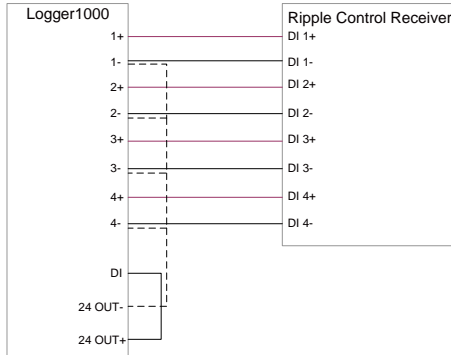 Logger1000
Ripple Control Receiver
1+
DI 1+
1-
DI 1-
2+
DI 2+
2-
DI 2-
3+
DI 3+
3-
DI 3-
4+
DI 4+
4-
DI 4-
DI
24 OUT-
24 OUT+